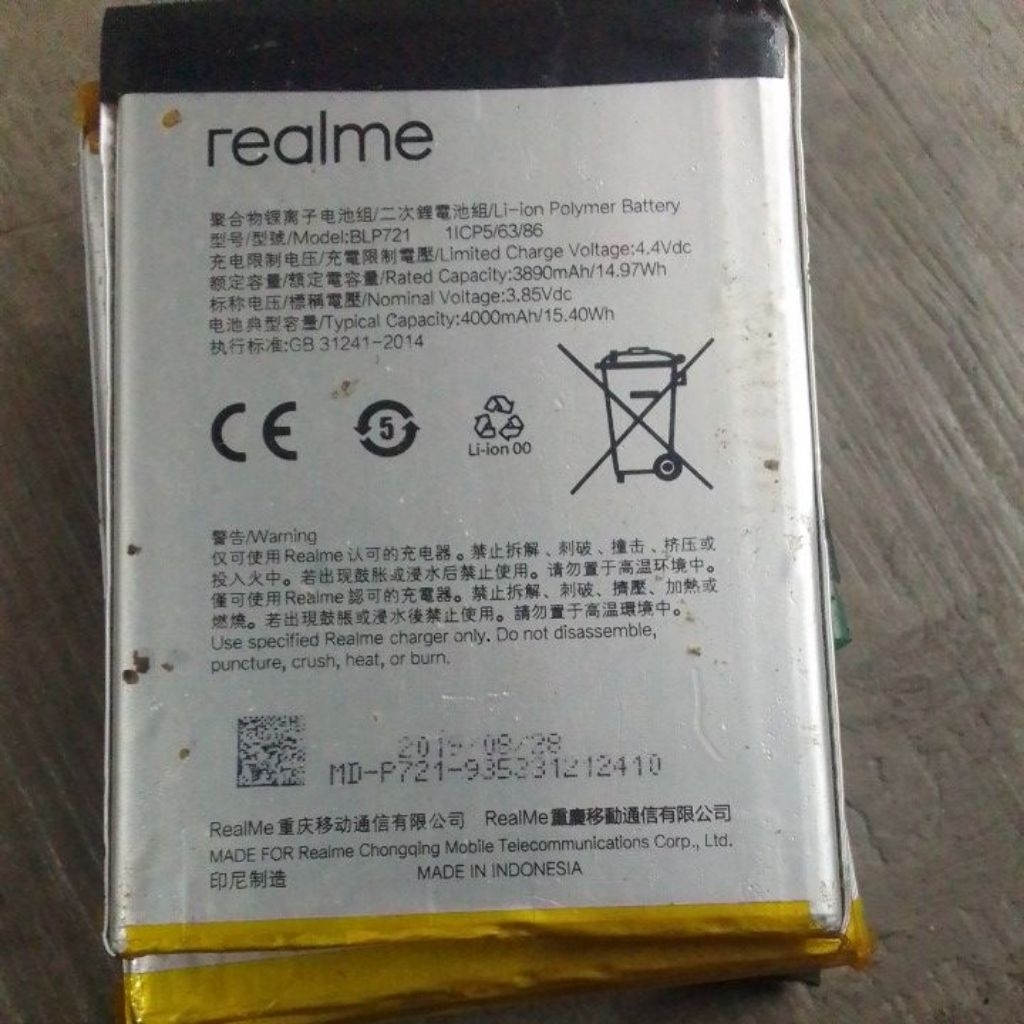 realme
聚合物锂离子电池组/二次鋰電池組/Li-ion Polymer Battery
型号/型號/Model:BLP721 1ICP5/63/86
充电限制电压/充電限制電壓/Limited Charge Voltage:4.4Vdc
额定容量/額定電容量/Rated Capacity:3890mAh/14.97Wh
标称电压/標稱電壓/Nominal Voltage:3.85Vdc
电池典型容量/Typical Capacity:4000mAh/15.40Wh
执行标准:GB 31241-2014
CE
5
Li-ion 00
警告/Warning
仅可使用Realme认可的充电器。禁止拆解、刺破、撞击、挤压或
投入火中。若出现鼓胀或浸水后禁止使用。请勿置于高温环境中。
僅可使用Realme認可的充電器。禁止拆解、刺破、擠壓、加熱或
燃燒。若出現鼓脹或浸水後禁止使用。請勿置于高溫環境中。
Use specified Realme charger only. Do not disassemble,
puncture, crush, heat, or burn.
2019/09/28
MD-P721-935331212410
RealMe重庆移动通信有限公司 RealMe重慶移動通信有限公司
MADE FOR Realme Chongqing Mobile Telecommunications Corp., Ltd.
印尼制造 MADE IN INDONESIA